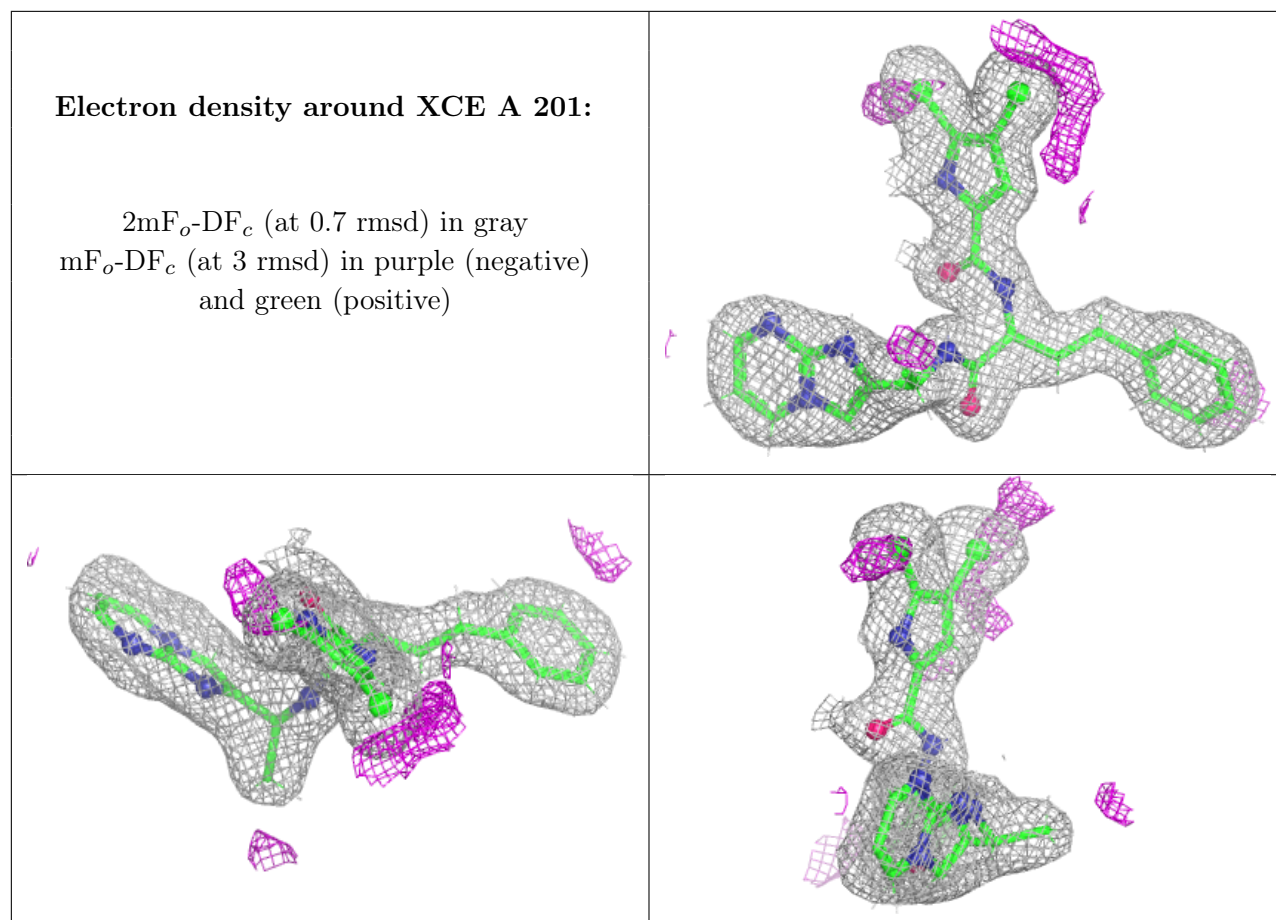 Electron density around XCE A 201:
2mFo-DFc (at 0.7 rmsd) in gray
mFo-DFc (at 3 rmsd) in purple (negative)
and green (positive)